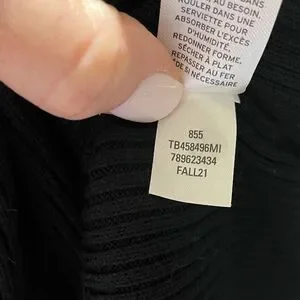 AU BESOIN.
ROULER DANS UNE
SERVIETTE POUR
ABSORBER L'EXCÈS
D'HUMIDITÉ.
REDONNER FORME.
SÉCHER À PLAT
REPASSER AU FER
SI NÉCESSAIRE
855
TB458496MI
789623434
FALL21